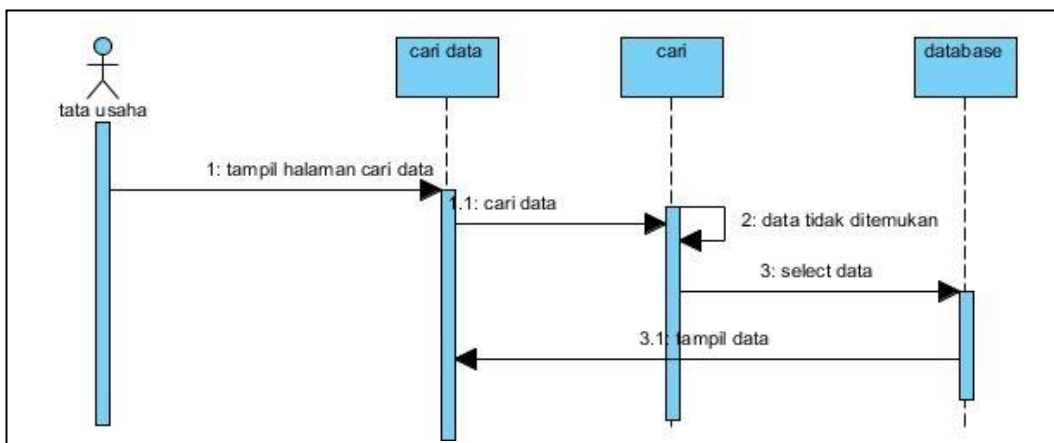 cari data
cari
database
tata usaha
1: tampil halaman cari data
1.1: cari data
2: data tidak ditemukan
3: select data
3.1: tampil data